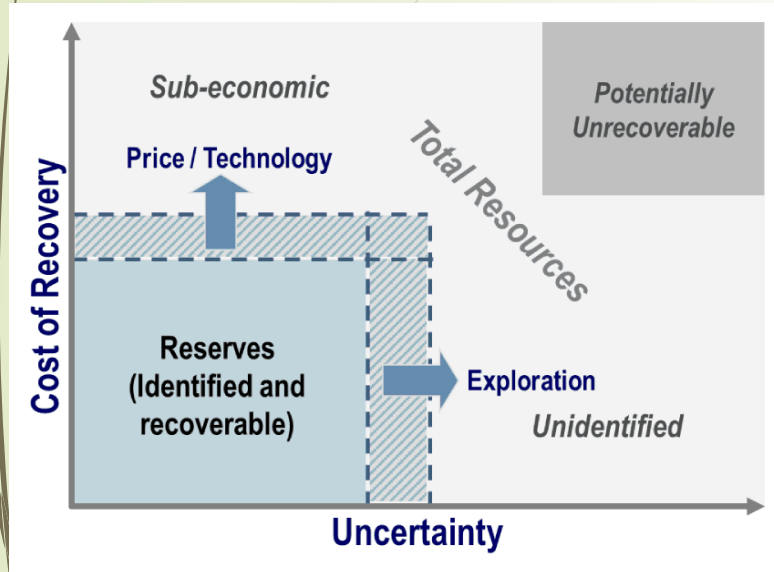 Sub-economic
Potentially
Unrecoverable
Price / Technology
Total Resources
Cost of Recovery
Reserves
(Identified and
recoverable)
Exploration
Unidentified
Uncertainty